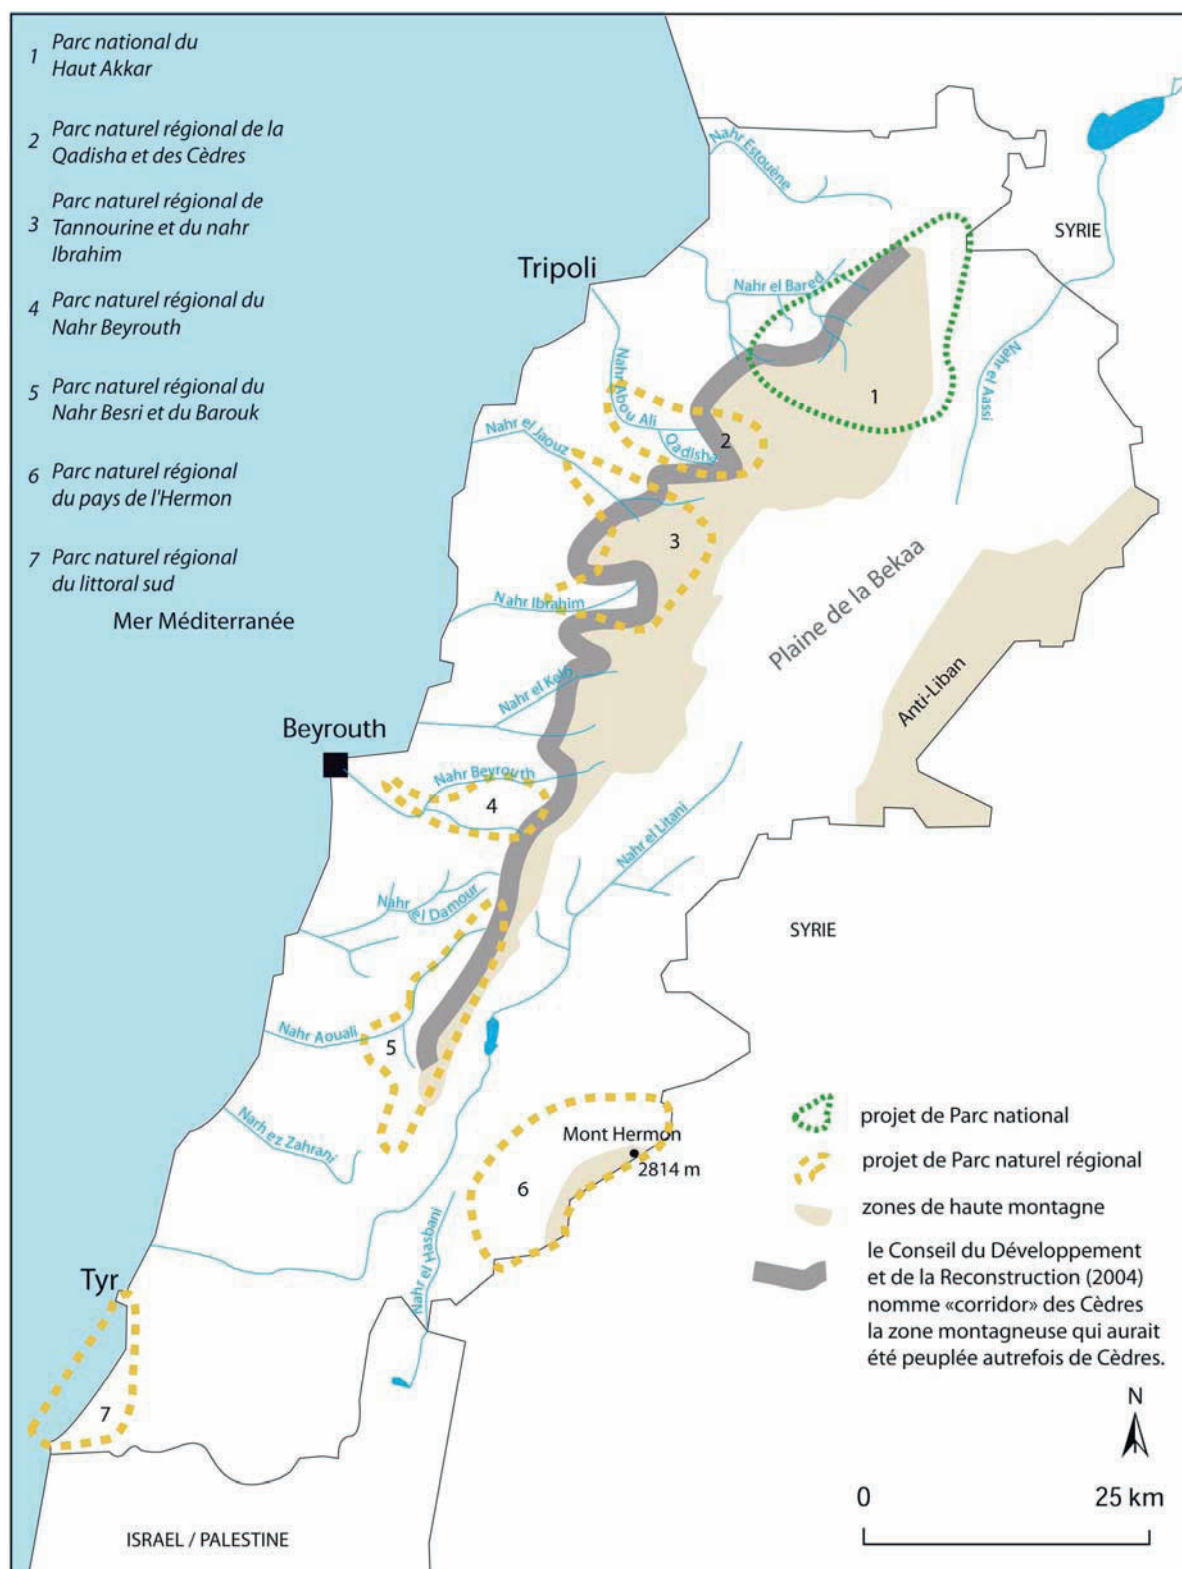 1 Parc national du
Haut Akkar
2 Parc naturel régional de la
Qadisha et des Cèdres
3 Parc naturel régional de
Tannourine et du nahr
Ibrahim
4 Parc naturel régional du
Nahr Beyrouth
5 Parc naturel régional du
Nahr Besri et du Barouk
6 Parc naturel régional
du pays de l'Hermon
7 Parc naturel régional
du littoral sud
Mer Méditerranée
Nahr Estouène
SYRIE
Tripoli
Nahr el Bared
Nahr el Aassi
1
Nahr Abou Ali
Qadisha
2
Nahr el Jaouz
3
Nahr Ibrahim
Plaine de la Bekaa
Anti-Liban
Nahr el Kelb
Beyrouth
Nahr Beyrouth
4
Nahr el Litani
Nahr
el Damour
SYRIE
Nahr Aouali
5
Narh ez Zahrani
Mont Hermon
2814 m
6
Nahr el Hasbani
Tyr
7
ISRAEL / PALESTINE
projet de Parc national
projet de Parc naturel régional
zones de haute montagne
le Conseil du Développement
et de la Reconstruction (2004)
nomme «corridor» des Cèdres
la zone montagneuse qui aurait
été peuplée autrefois de Cèdres.
N
0 25 km